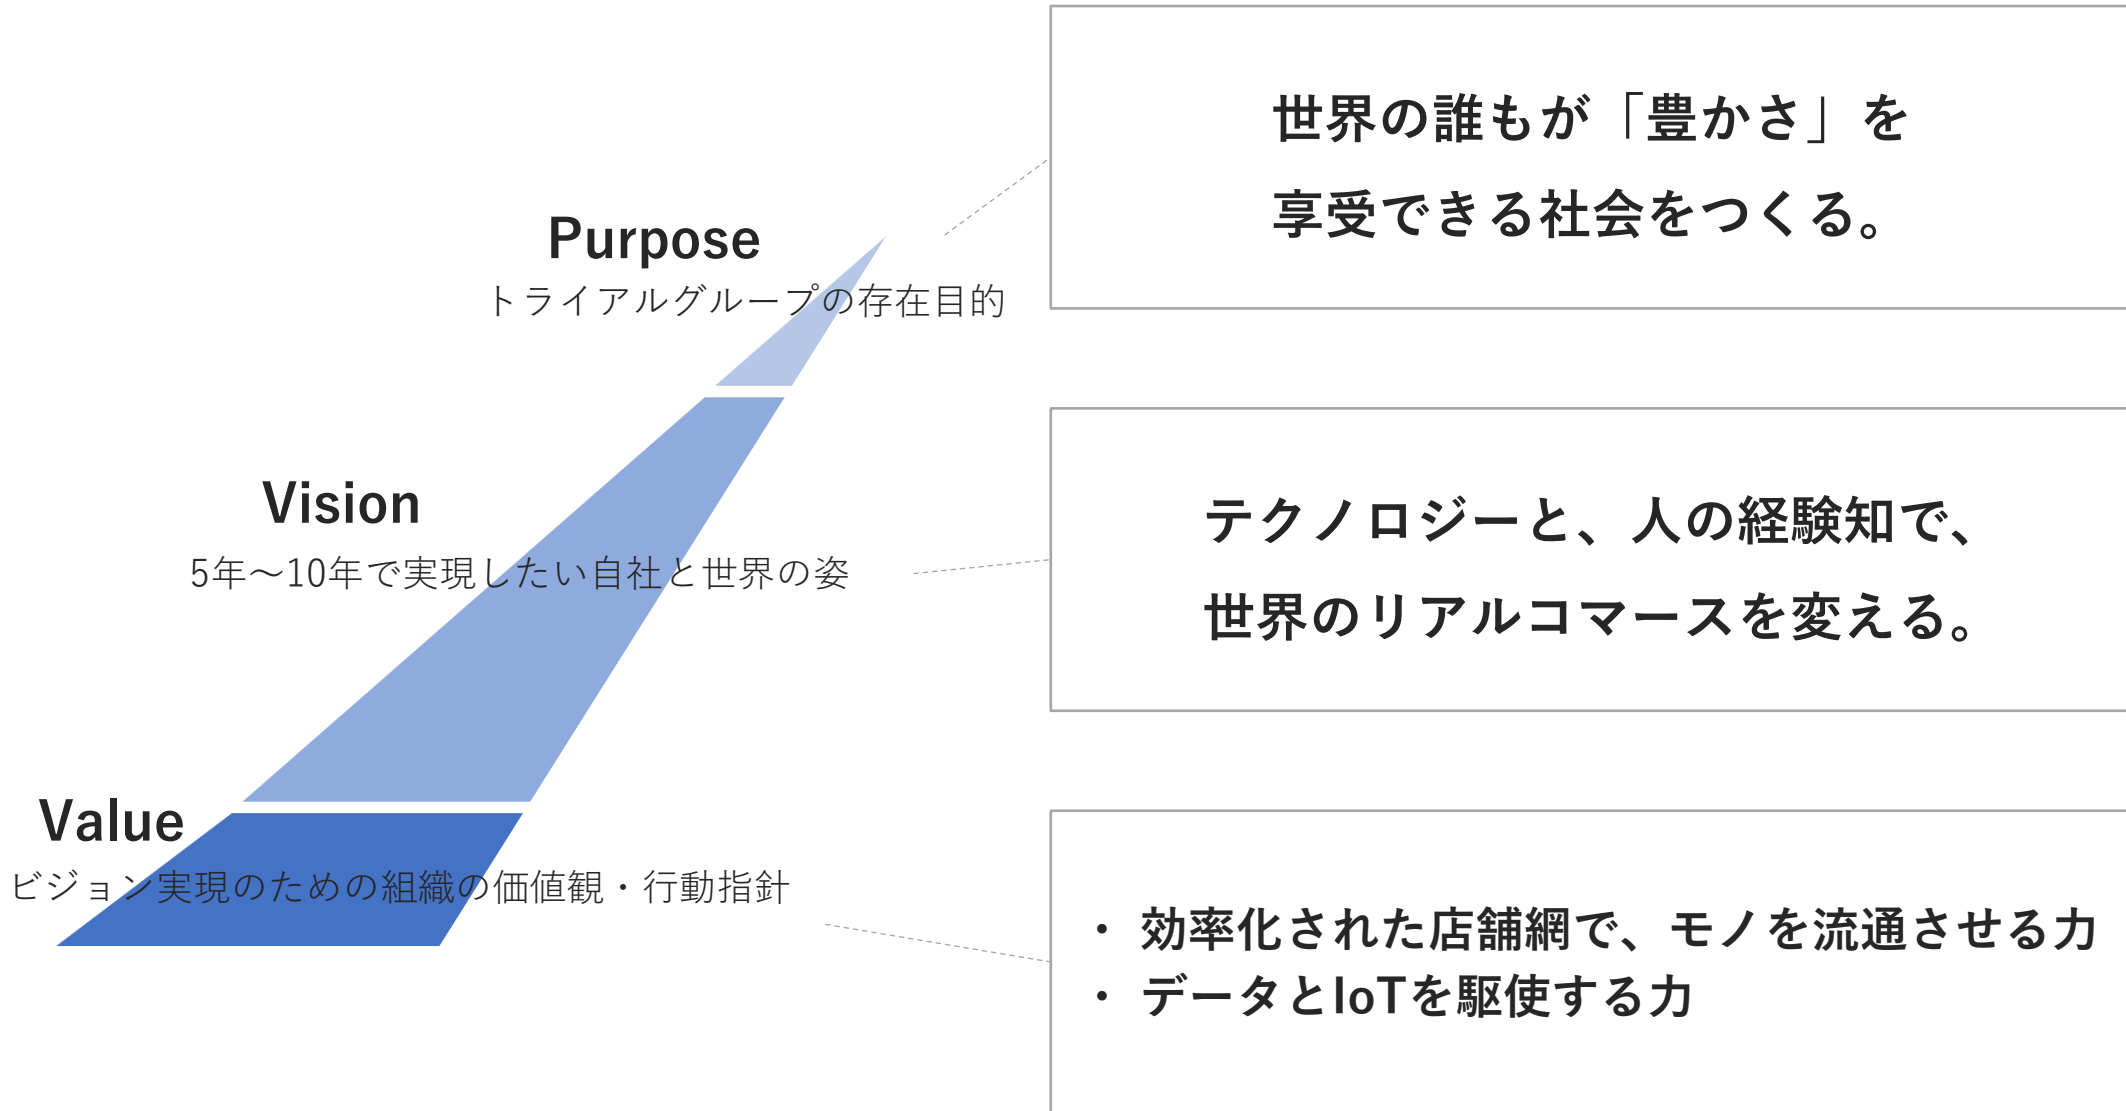 Purpose
トライアルグループの存在目的
世界の誰もが「豊かさ」を
享受できる社会をつくる。
Vision
5年～10年で実現したい自社と世界の姿
テクノロジーと、人の経験知で、
世界のリアルコマースを変える。
Value
ビジョン実現のための組織の価値観・行動指針
・ 効率化された店舗網で、モノを流通させる力
・ データとIoTを駆使する力